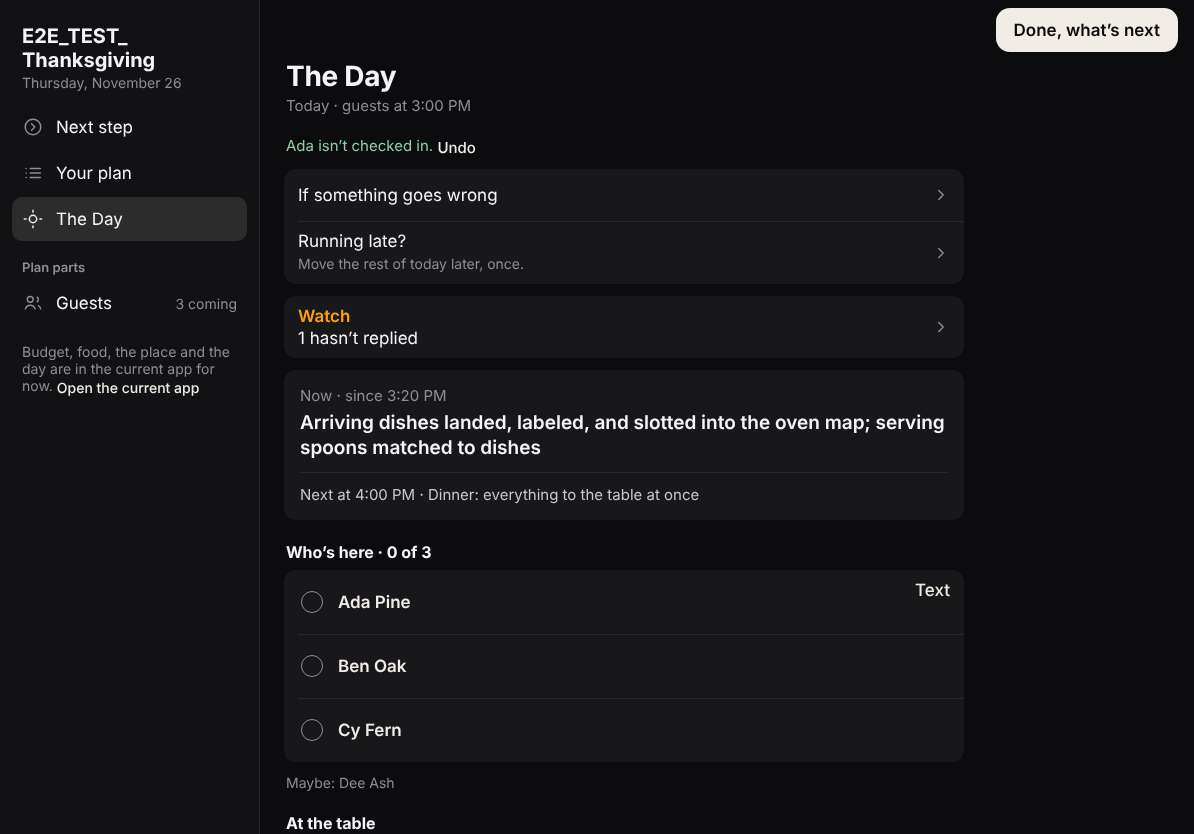 E2E_TEST_
Thanksgiving
Thursday, November 26
Next step
Your plan
The Day
Plan parts
Guests 3 coming
Budget, food, the place and the
day are in the current app for
now. Open the current app
Done, what’s next
The Day
Today · guests at 3:00 PM
Ada isn’t checked in. Undo
If something goes wrong
Running late?
Move the rest of today later, once.
Watch
1 hasn’t replied
Now · since 3:20 PM
Arriving dishes landed, labeled, and slotted into the oven map; serving
spoons matched to dishes
Next at 4:00 PM · Dinner: everything to the table at once
Who’s here · 0 of 3
Ada Pine Text
Ben Oak
Cy Fern
Maybe: Dee Ash
At the table